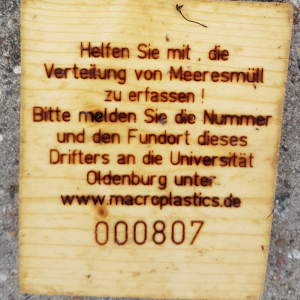 Helfen Sie mit, die
Verteilung von Meeresmüll
zu erfassen!
Bitte melden Sie die Nummer
und den Fundort dieses
Drifters an die Universität
Oldenburg unter
www.macroplastics.de
000807